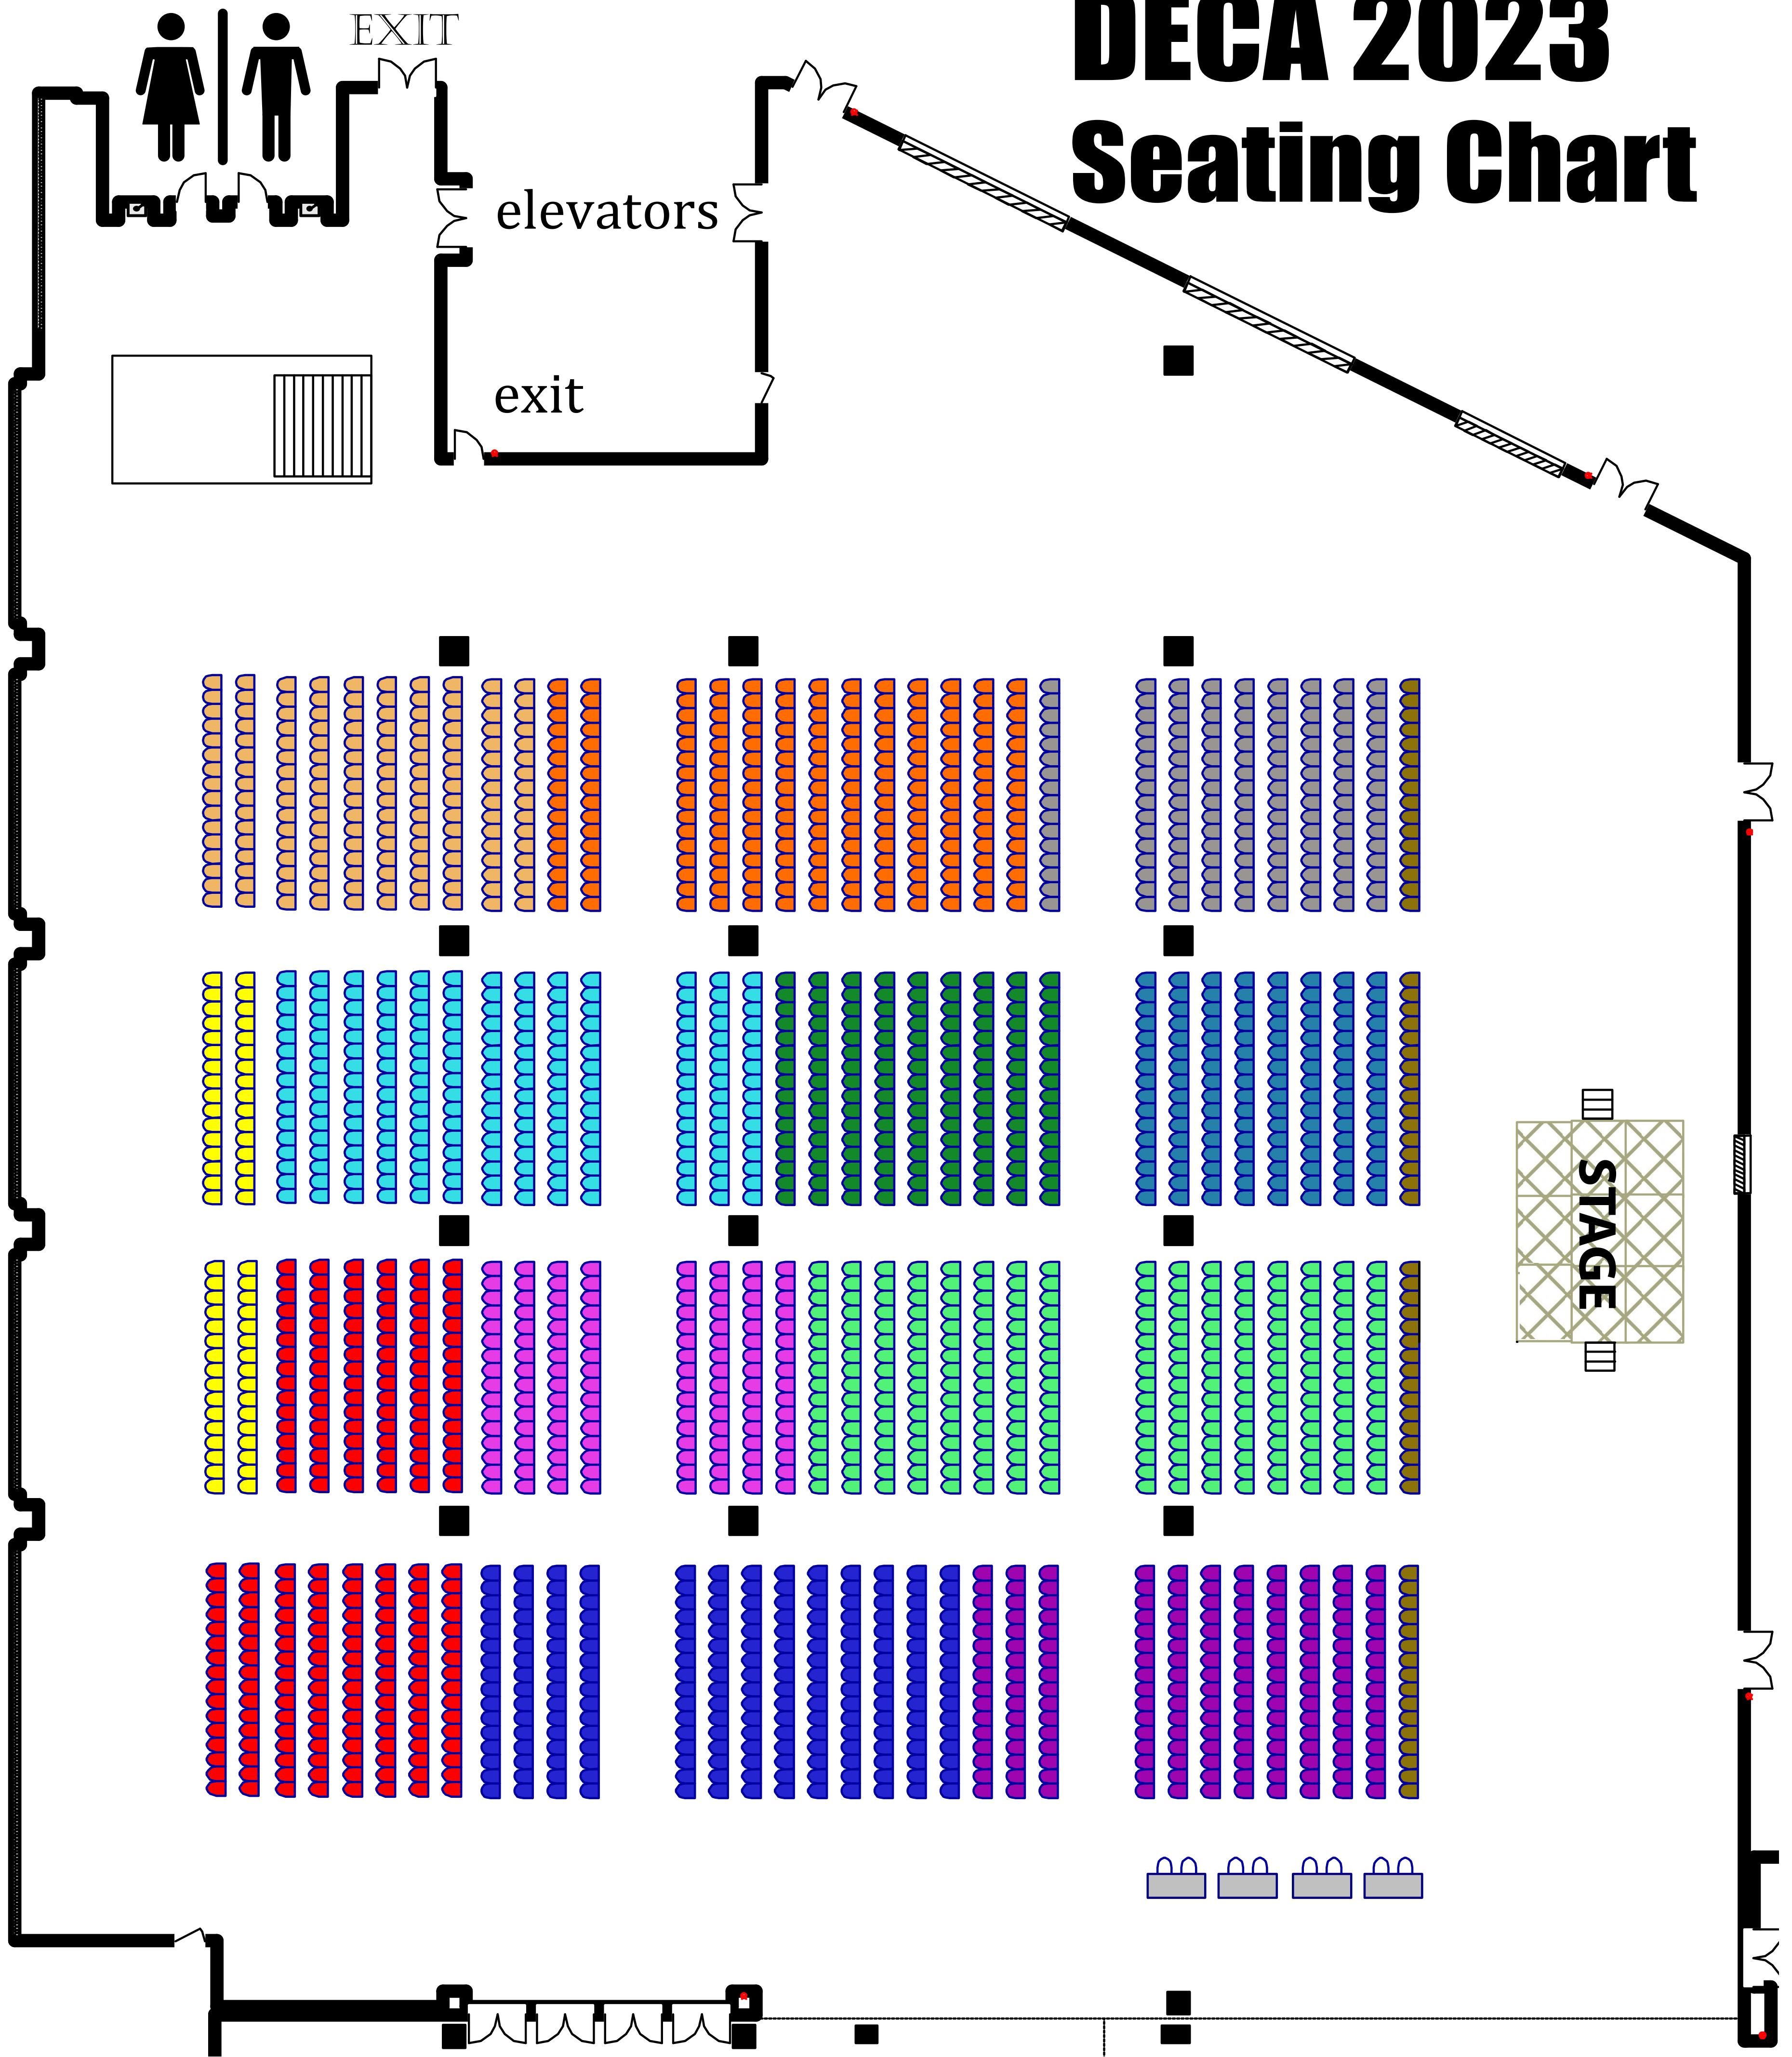 DECA 2023
Seating Chart
EXIT
elevators
exit
STAGE